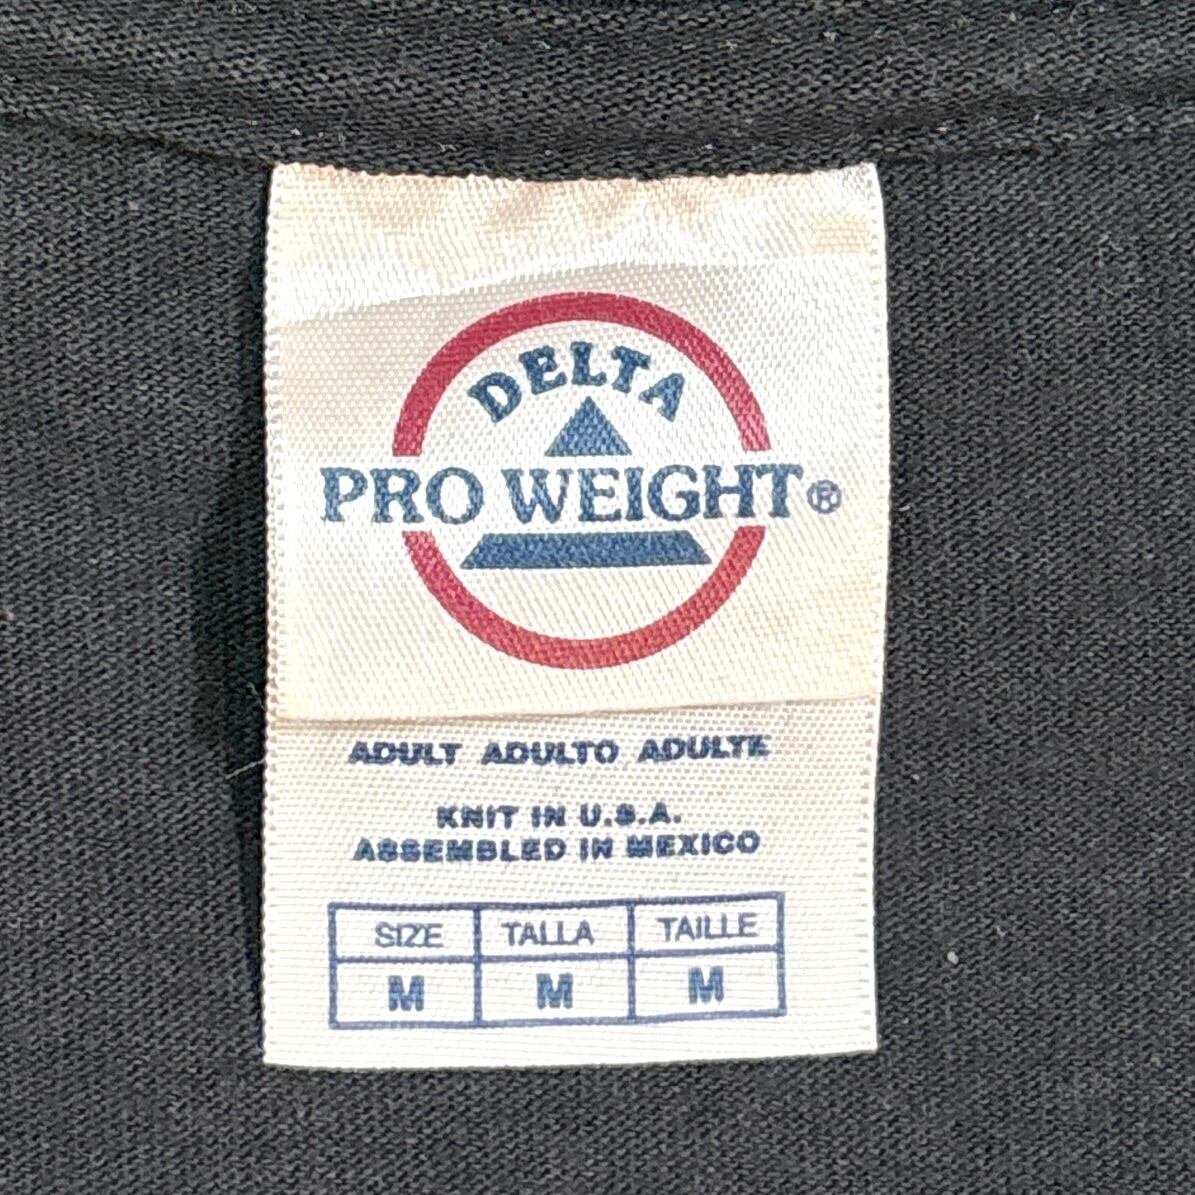 DELTA
PRO WEIGHT®
ADULT ADULTO ADULTE
KNIT IN U.S.A.
ASSEMBLED IN MEXICO
SIZE TALLA TAILLE
M M M